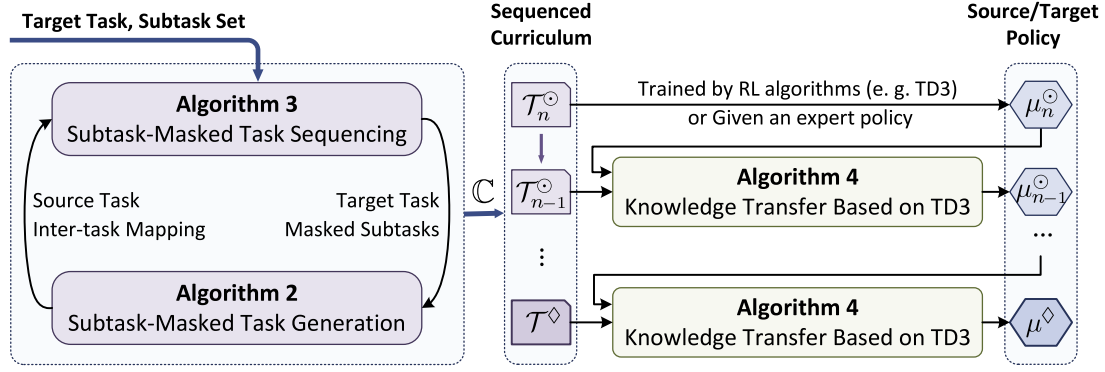 Target Task, Subtask Set
Algorithm 3
Subtask-Masked Task Sequencing
Source Task
Inter-task Mapping
Target Task
Masked Subtasks
Algorithm 2
Subtask-Masked Task Generation
ℂ
Sequenced
Curriculum
𝒯ₙ^⊙
𝒯ₙ₋₁^⊙
⋮
𝒯^◇
Trained by RL algorithms (e. g. TD3)
or Given an expert policy
Algorithm 4
Knowledge Transfer Based on TD3
Algorithm 4
Knowledge Transfer Based on TD3
Source/Target
Policy
μₙ^⊙
μₙ₋₁^⊙
...
μ^◇